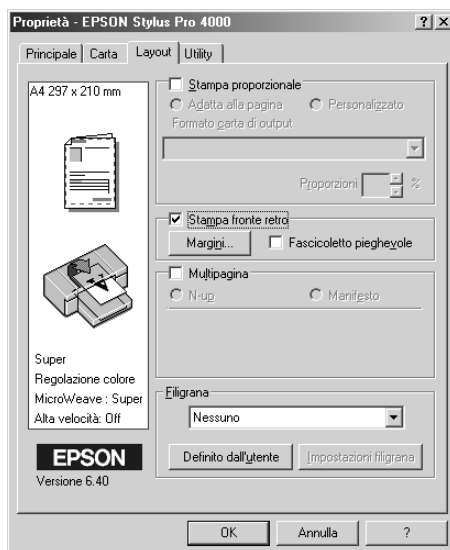 Proprietà - EPSON Stylus Pro 4000
Principale Carta Layout Utility
A4 297 x 210 mm
Stampa proporzionale
Adatta alla pagina Personalizzato
Formato carta di output
Proporzioni %
Stampa fronte retro
Margini... Fascicoletto pieghevole
Multipagina
N-up Manifesto
Super
Regolazione colore
MicroWeave : Super
Alta velocità: Off
EPSON
Versione 6.40
Filigrana
Nessuno
Definito dall'utente Impostazioni filigrana
OK Annulla ?